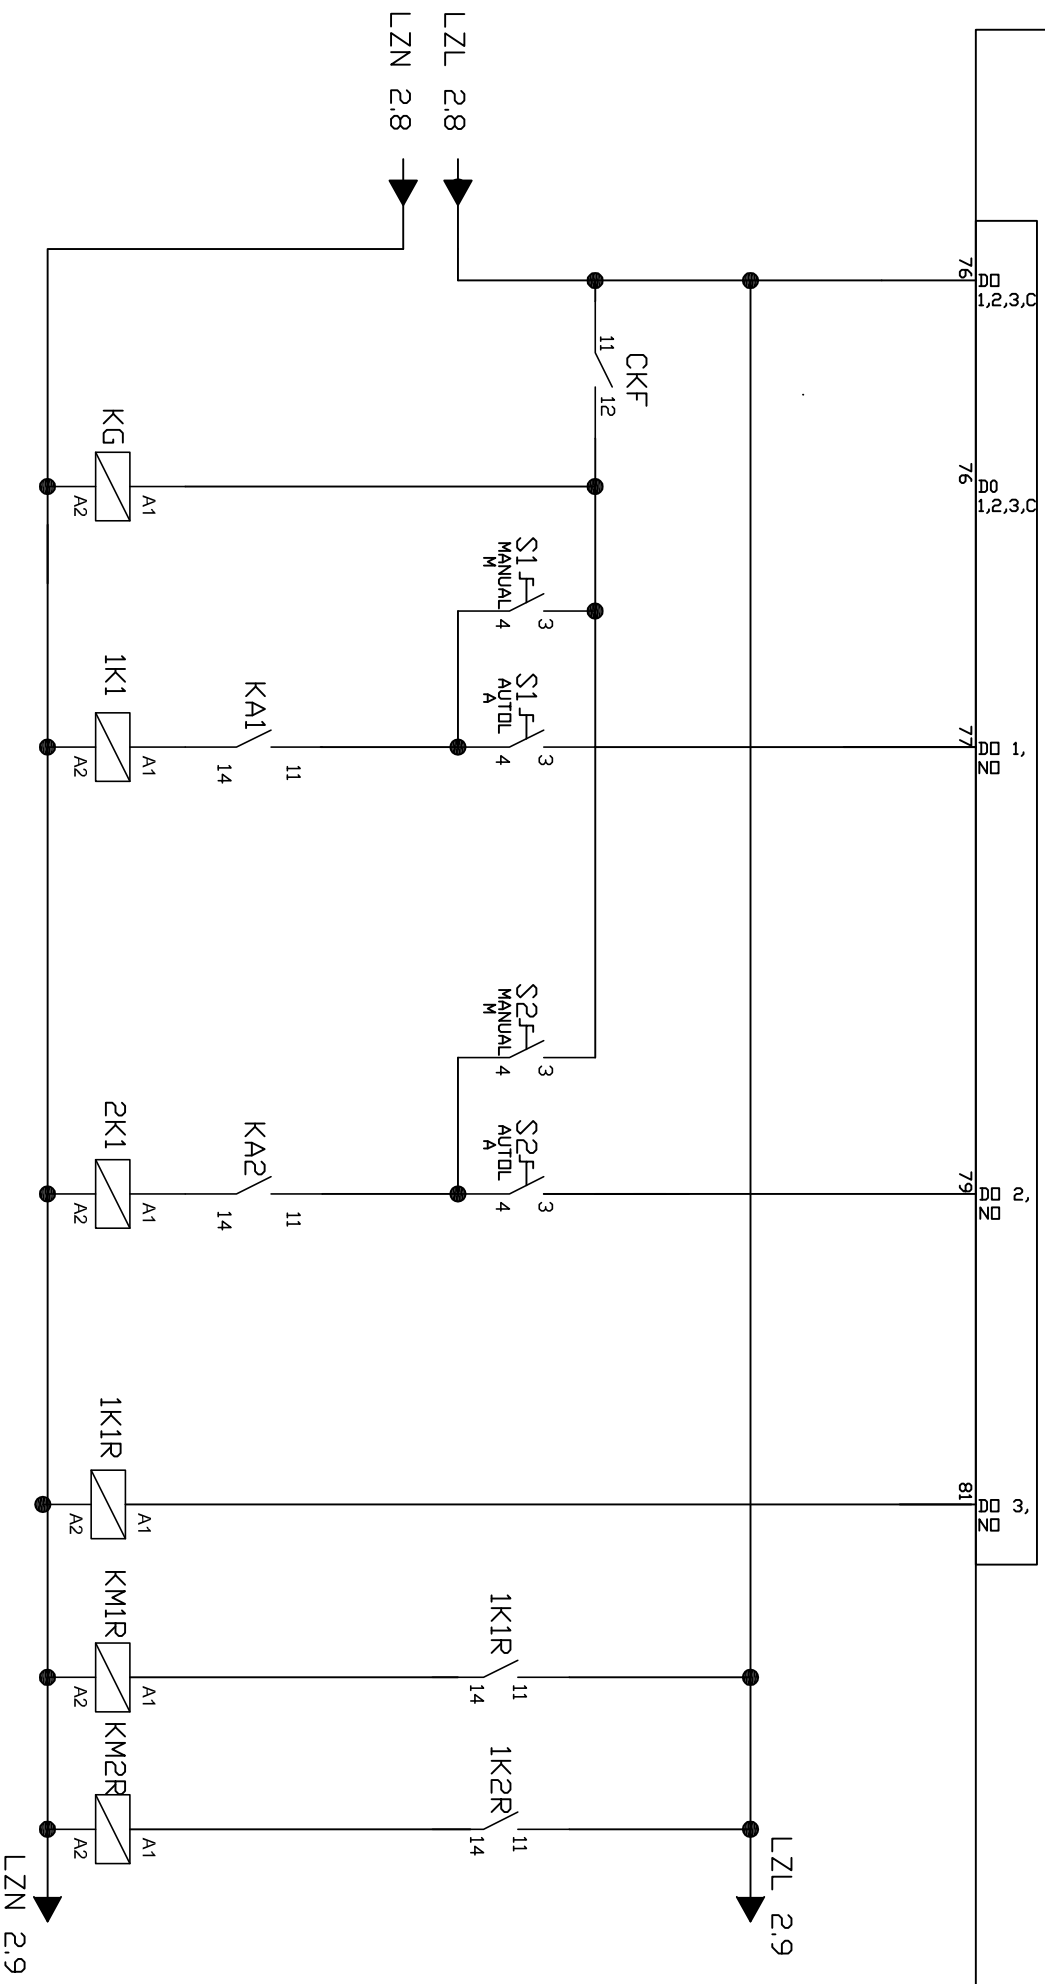 LZL 2.8
LZN 2.8
76
DO
1,2,3,C
76
DO
1,2,3,C
77
DO 1,
NO
79
DO 2,
NO
81
DO 3,
NO
CKF
11
12
S1
MANUAL
M
3
4
S1
AUTOL
A
3
4
S2
MANUAL
M
3
4
S2
AUTOL
A
3
4
1K1R
11
14
1K2R
11
14
LZL 2.9
KA1
11
14
KA2
11
14
KG
A1
A2
1K1
A1
A2
2K1
A1
A2
1K1R
A1
A2
KM1R
A1
A2
KM2R
A1
A2
LZN 2.9